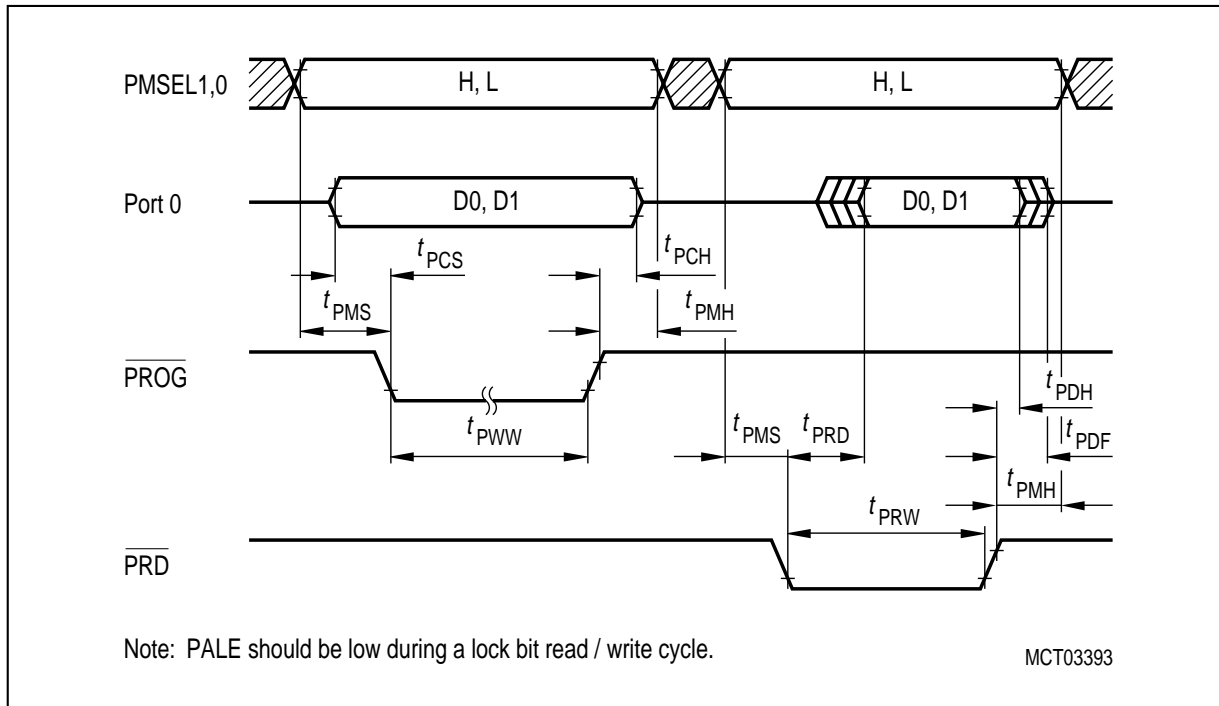 PMSEL1,0
H, L
H, L
Port 0
D0, D1
D0, D1
tPCS
tPCH
tPMS
tPMH
PROG
tPDH
tPWW
tPMS
tPRD
tPDF
tPMH
tPRW
PRD
Note: PALE should be low during a lock bit read / write cycle.
MCT03393